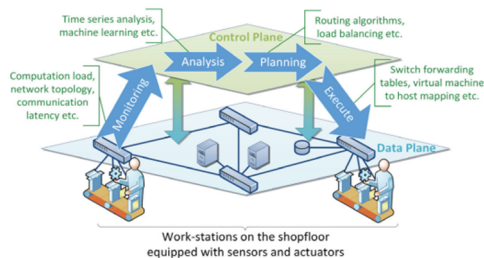 Time series analysis,
machine learning etc.
Control Plane
Routing algorithms,
load balancing etc.
Analysis
Planning
Computation load,
network topology,
communication
latency etc.
Monitoring
Execute
Switch forwarding
tables, virtual machine
to host mapping etc.
Data Plane
Work-stations on the shopfloor
equipped with sensors and actuators